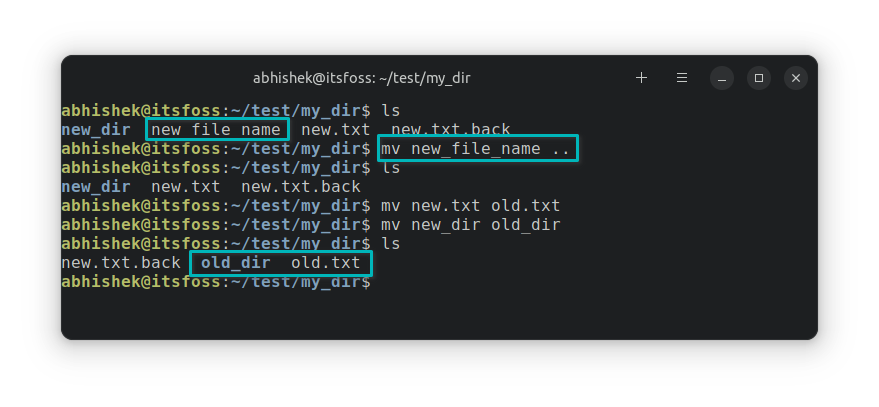 abhishek@itsfoss: ~/test/my_dir
abhishek@itsfoss:~/test/my_dir$ ls
new_dir  new_file_name  new.txt  new.txt.back
abhishek@itsfoss:~/test/my_dir$ mv new_file_name ..
abhishek@itsfoss:~/test/my_dir$ ls
new_dir  new.txt  new.txt.back
abhishek@itsfoss:~/test/my_dir$ mv new.txt old.txt
abhishek@itsfoss:~/test/my_dir$ mv new_dir old_dir
abhishek@itsfoss:~/test/my_dir$ ls
new.txt.back  old_dir  old.txt
abhishek@itsfoss:~/test/my_dir$